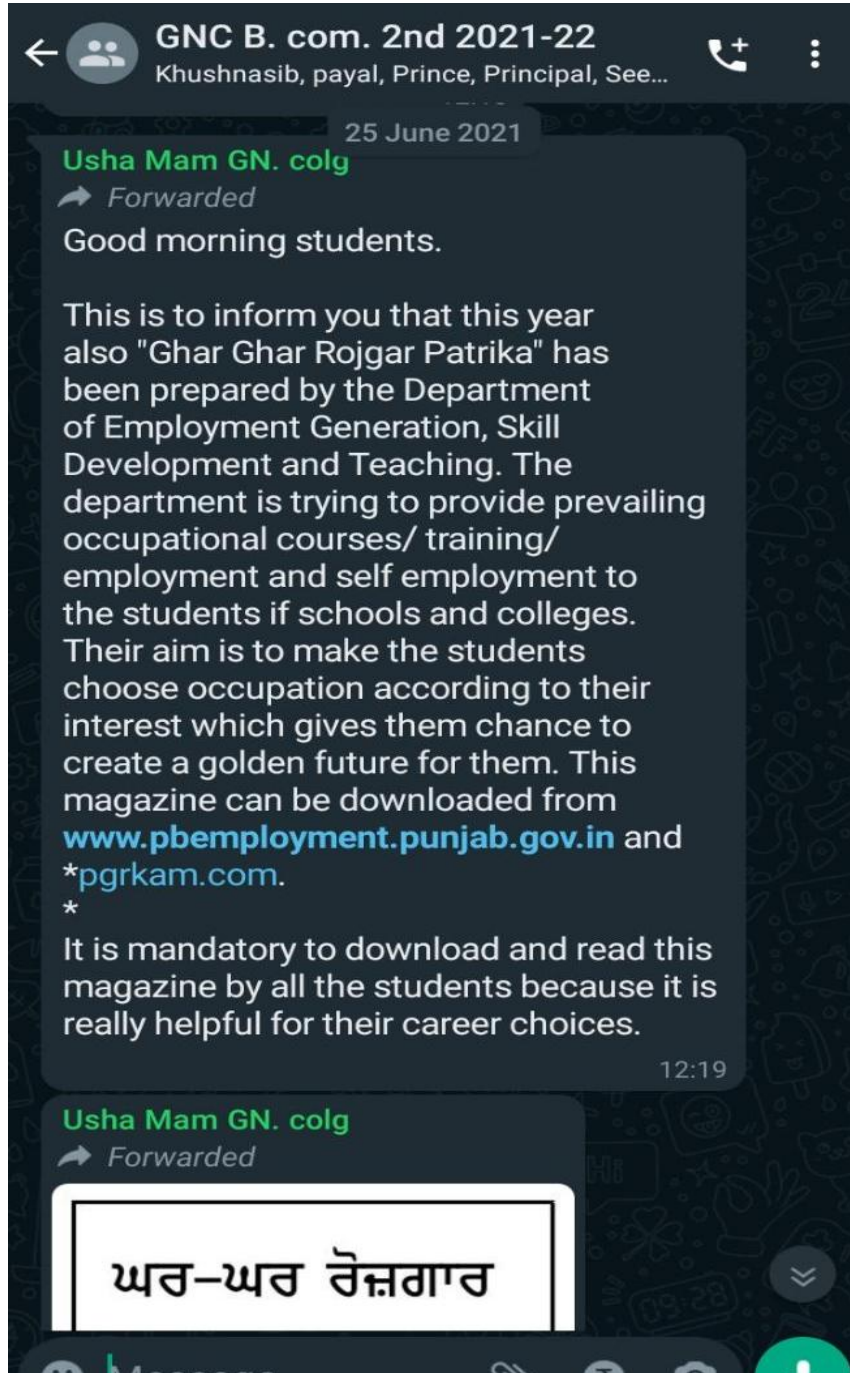 GNC B. com. 2nd 2021-22
Khushnasib, payal, Prince, Principal, See...
25 June 2021
Usha Mam GN. colg
Forwarded
Good morning students.
This is to inform you that this year
also "Ghar Ghar Rojgar Patrika" has
been prepared by the Department
of Employment Generation, Skill
Development and Teaching. The
department is trying to provide prevailing
occupational courses/ training/
employment and self employment to
the students if schools and colleges.
Their aim is to make the students
choose occupation according to their
interest which gives them chance to
create a golden future for them. This
magazine can be downloaded from
www.pbemployment.punjab.gov.in and
*pgrkam.com.
*
It is mandatory to download and read this
magazine by all the students because it is
really helpful for their career choices.
12:19
Usha Mam GN. colg
Forwarded
ਘਰ-ਘਰ ਰੋਜ਼ਗਾਰ